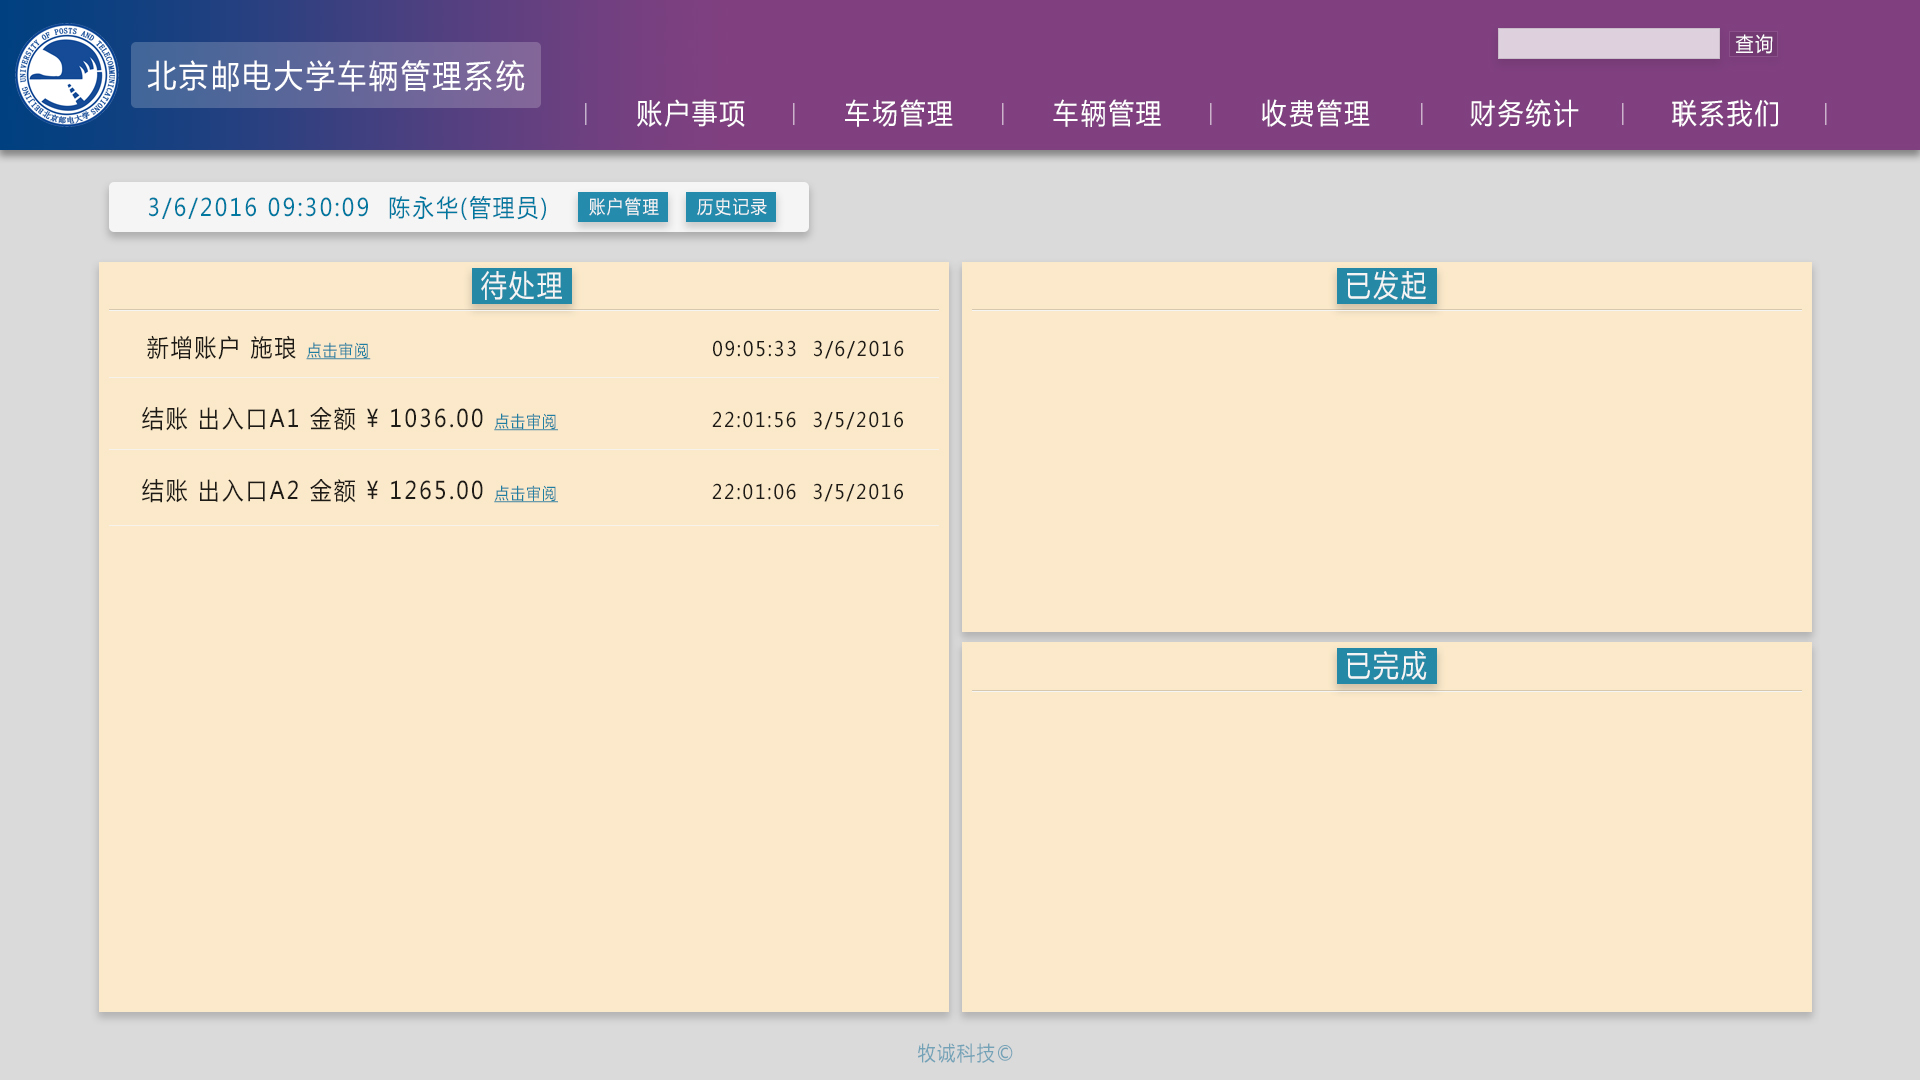 BEIJING UNIVERSITY OF POSTS AND TELECOMMUNICATIONS
北京邮电大学
北京邮电大学车辆管理系统
查询
账户事项 | 车场管理 | 车辆管理 | 收费管理 | 财务统计 | 联系我们 |
3/6/2016 09:30:09 陈永华(管理员) 账户管理 历史记录
待处理
新增账户 施琅 点击审阅 09:05:33 3/6/2016
结账 出入口A1 金额 ¥ 1036.00 点击审阅 22:01:56 3/5/2016
结账 出入口A2 金额 ¥ 1265.00 点击审阅 22:01:06 3/5/2016
已发起
已完成
牧诚科技©